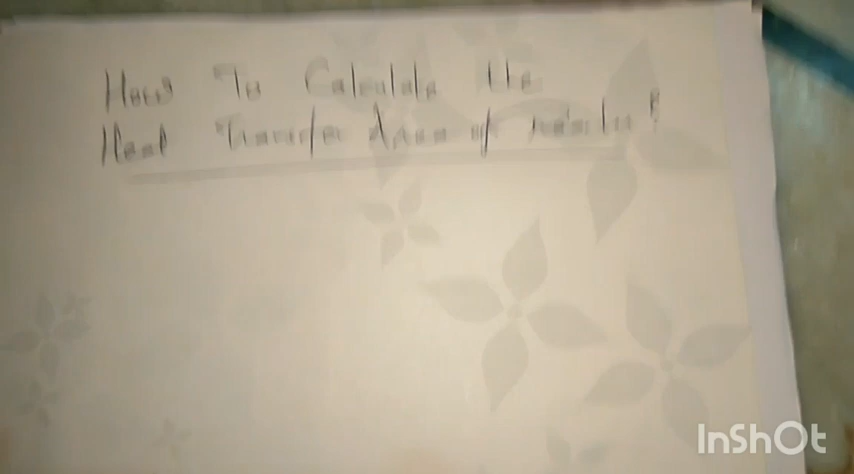 How To Calculate the
Heat Transfer Area of
InShOt